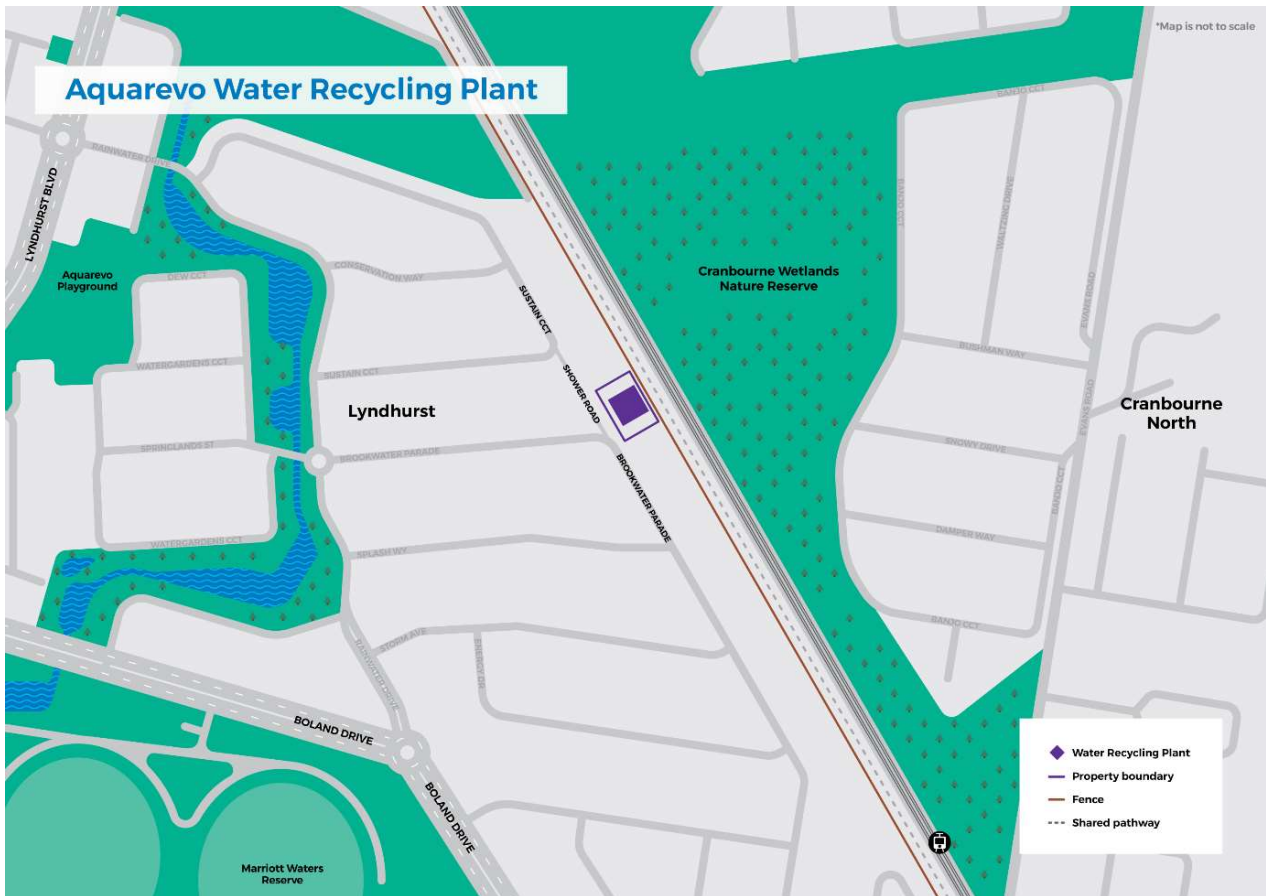 *Map is not to scale
Aquarevo Water Recycling Plant
BANJO CCT
RAINWATER DRIVE
LYNDHURST BLVD
BANJO CCT
WALTZING DRIVE
Aquarevo
Playground
DEW CCT
CONSERVATION WAY
Cranbourne Wetlands
Nature Reserve
EVANS ROAD
SUSTAIN CCT
BUSHMAN WAY
WATERGARDENS CCT
SUSTAIN CCT
SHOWER ROAD
Lyndhurst
Cranbourne
North
EVANS ROAD
SPRINGLANDS ST
BROOKWATER PARADE
SNOWY DRIVE
BROOKWATER PARADE
BANJO CCT
WATERGARDENS CCT
SPLASH WY
DAMPER WAY
STORM AVE
ENERGY DR
RAINWATER DRIVE
BANJO CCT
BOLAND DRIVE
BOLAND DRIVE
Marriott Waters
Reserve
Water Recycling Plant
Property boundary
Fence
Shared pathway